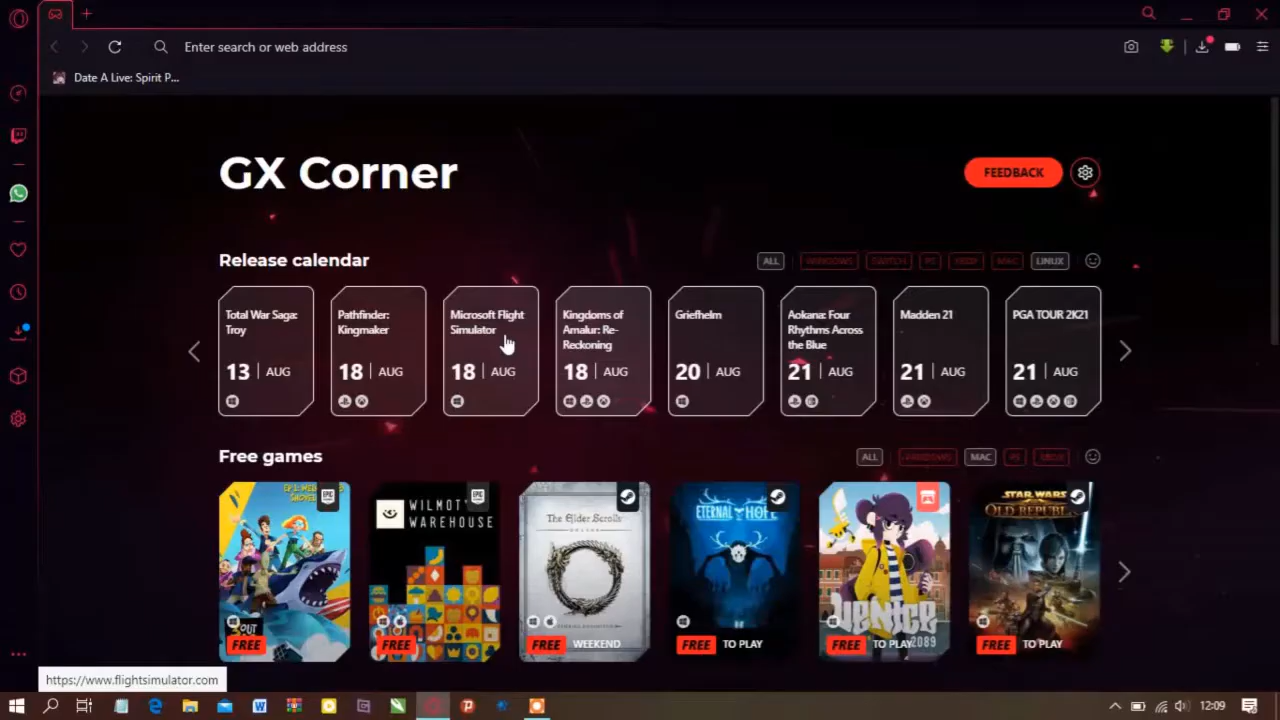 Enter search or web address
Date A Live: Spirit P...
GX Corner
FEEDBACK
Release calendar
ALL
WINDOWS
SWITCH
PS
XBOX
MAC
LINUX
Total War Saga:
Troy
13 | AUG
Pathfinder:
Kingmaker
18 | AUG
Microsoft Flight
Simulator
18 | AUG
Kingdoms of
Amalur: Re-
Reckoning
18 | AUG
Griefhelm
20 | AUG
Aokana: Four
Rhythms Across
the Blue
21 | AUG
Madden 21
21 | AUG
PGA TOUR 2K21
21 | AUG
Free games
ALL
WINDOWS
MAC
PS
XBOX
EPIC
FREE
EPIC
WILMOT'S
WAREHOUSE
FREE
The Elder Scrolls
FREE WEEKEND
ETERNAL HOPE
FREE TO PLAY
VENICE
2089
FREE TO PLAY
STAR WARS
OLD REPUBLIC
FREE TO PLAY
https://www.flightsimulator.com
12:09